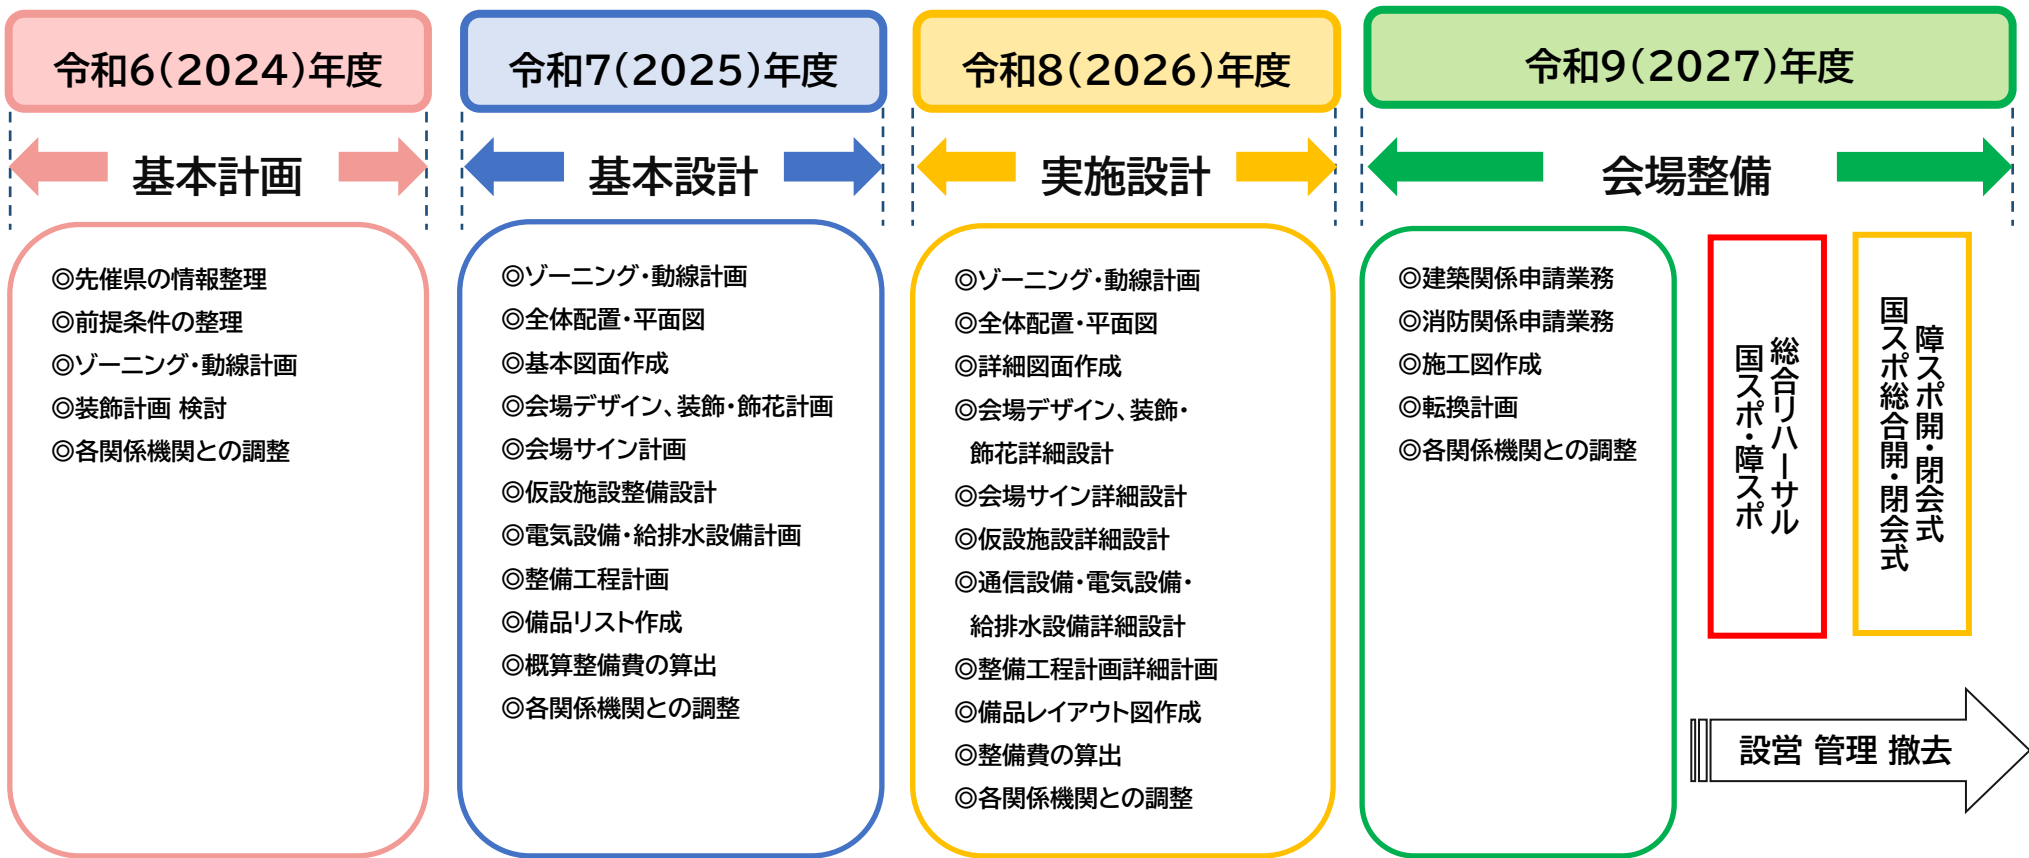 令和6(2024)年度
基本計画
◎先催県の情報整理
◎前提条件の整理
◎ゾーニング・動線計画
◎装飾計画 検討
◎各関係機関との調整
令和7(2025)年度
基本設計
◎ゾーニング・動線計画
◎全体配置・平面図
◎基本図面作成
◎会場デザイン、装飾・飾花計画
◎会場サイン計画
◎仮設施設整備設計
◎電気設備・給排水設備計画
◎整備工程計画
◎備品リスト作成
◎概算整備費の算出
◎各関係機関との調整
令和8(2026)年度
実施設計
◎ゾーニング・動線計画
◎全体配置・平面図
◎詳細図面作成
◎会場デザイン、装飾・
飾花詳細設計
◎会場サイン詳細設計
◎仮設施設詳細設計
◎通信設備・電気設備・
給排水設備詳細設計
◎整備工程計画詳細計画
◎備品レイアウト図作成
◎整備費の算出
◎各関係機関との調整
令和9(2027)年度
会場整備
◎建築関係申請業務
◎消防関係申請業務
◎施工図作成
◎転換計画
◎各関係機関との調整
総合リハーサル
国スポ・障スポ
障スポ開・閉会式
国スポ総合開・閉会式
設営 管理 撤去